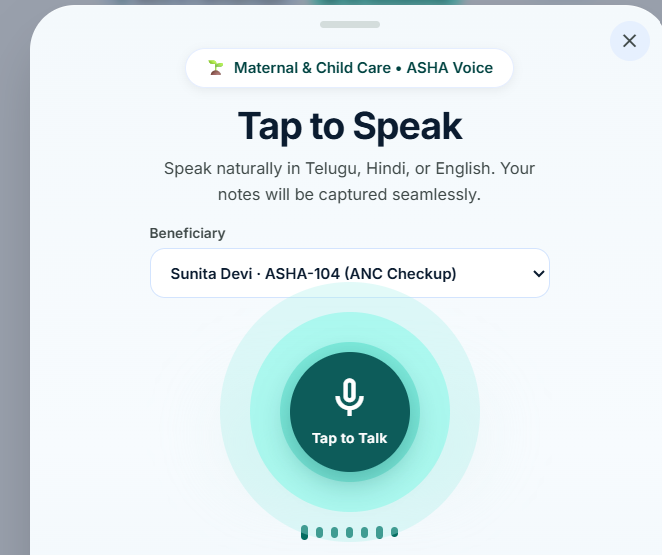 Maternal & Child Care • ASHA Voice
Tap to Speak
Speak naturally in Telugu, Hindi, or English. Your
notes will be captured seamlessly.
Beneficiary
Sunita Devi · ASHA-104 (ANC Checkup)
Tap to Talk